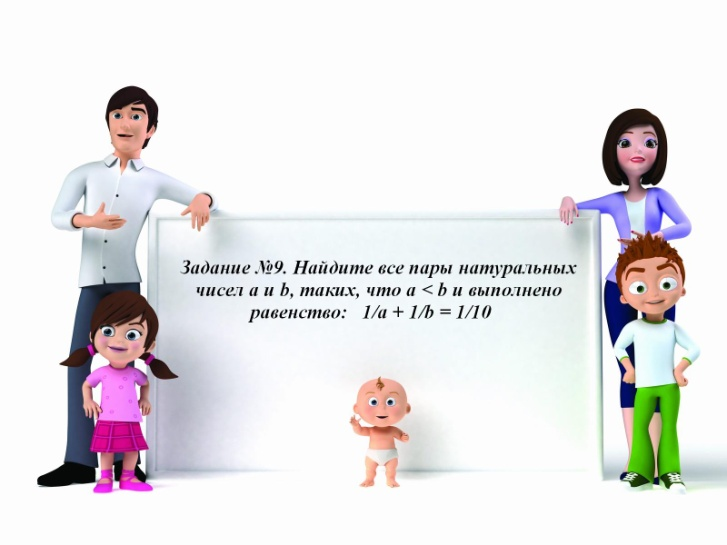 Задание №9. Найдите все пары натуральных
чисел a и b, таких, что a < b и выполнено
равенство: 1/a + 1/b = 1/10